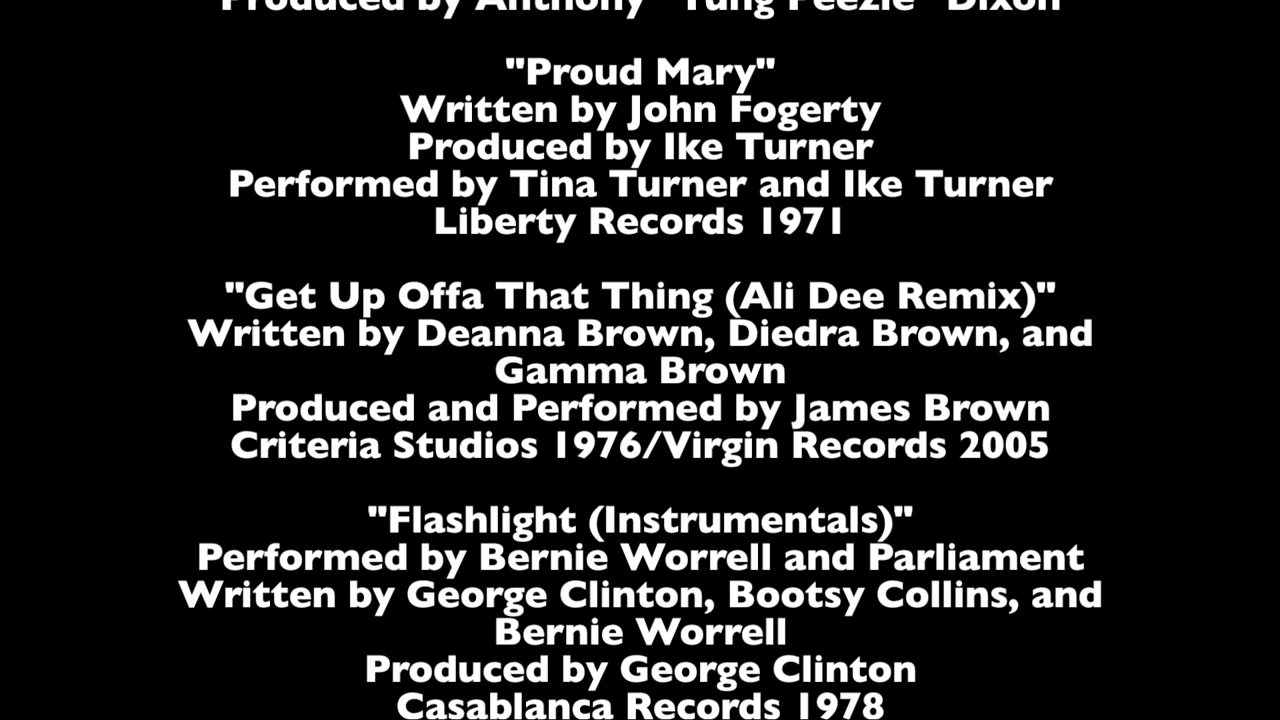 Produced by Anthony "Yung Feezie" Dixon
"Proud Mary"
Written by John Fogerty
Produced by Ike Turner
Performed by Tina Turner and Ike Turner
Liberty Records 1971
"Get Up Offa That Thing (Ali Dee Remix)"
Written by Deanna Brown, Diedra Brown, and
Gamma Brown
Produced and Performed by James Brown
Criteria Studios 1976/Virgin Records 2005
"Flashlight (Instrumentals)"
Performed by Bernie Worrell and Parliament
Written by George Clinton, Bootsy Collins, and
Bernie Worrell
Produced by George Clinton
Casablanca Records 1978